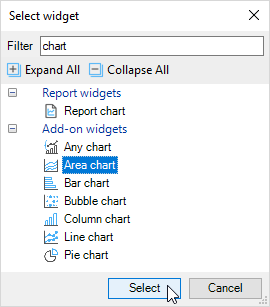 Select widget
Filter chart
Expand All Collapse All
Report widgets
Report chart
Add-on widgets
Any chart
Area chart
Bar chart
Bubble chart
Column chart
Line chart
Pie chart
Select Cancel